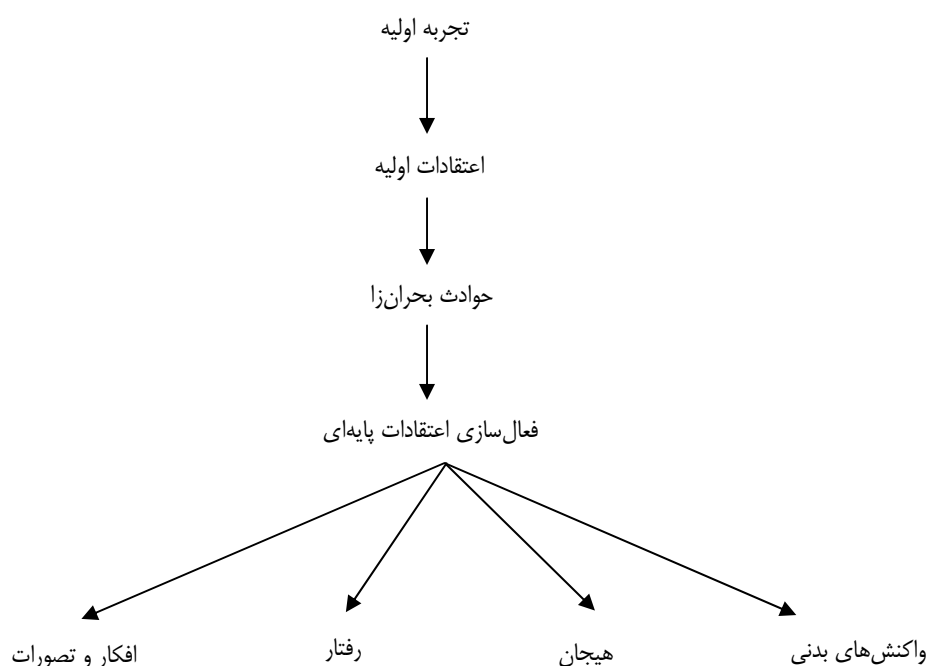 تجربه اولیه
اعتقادات اولیه
حوادث بحران‌زا
فعال‌سازی اعتقادات پایه‌ای
واکنش‌های بدنی
هیجان
رفتار
افکار و تصورات